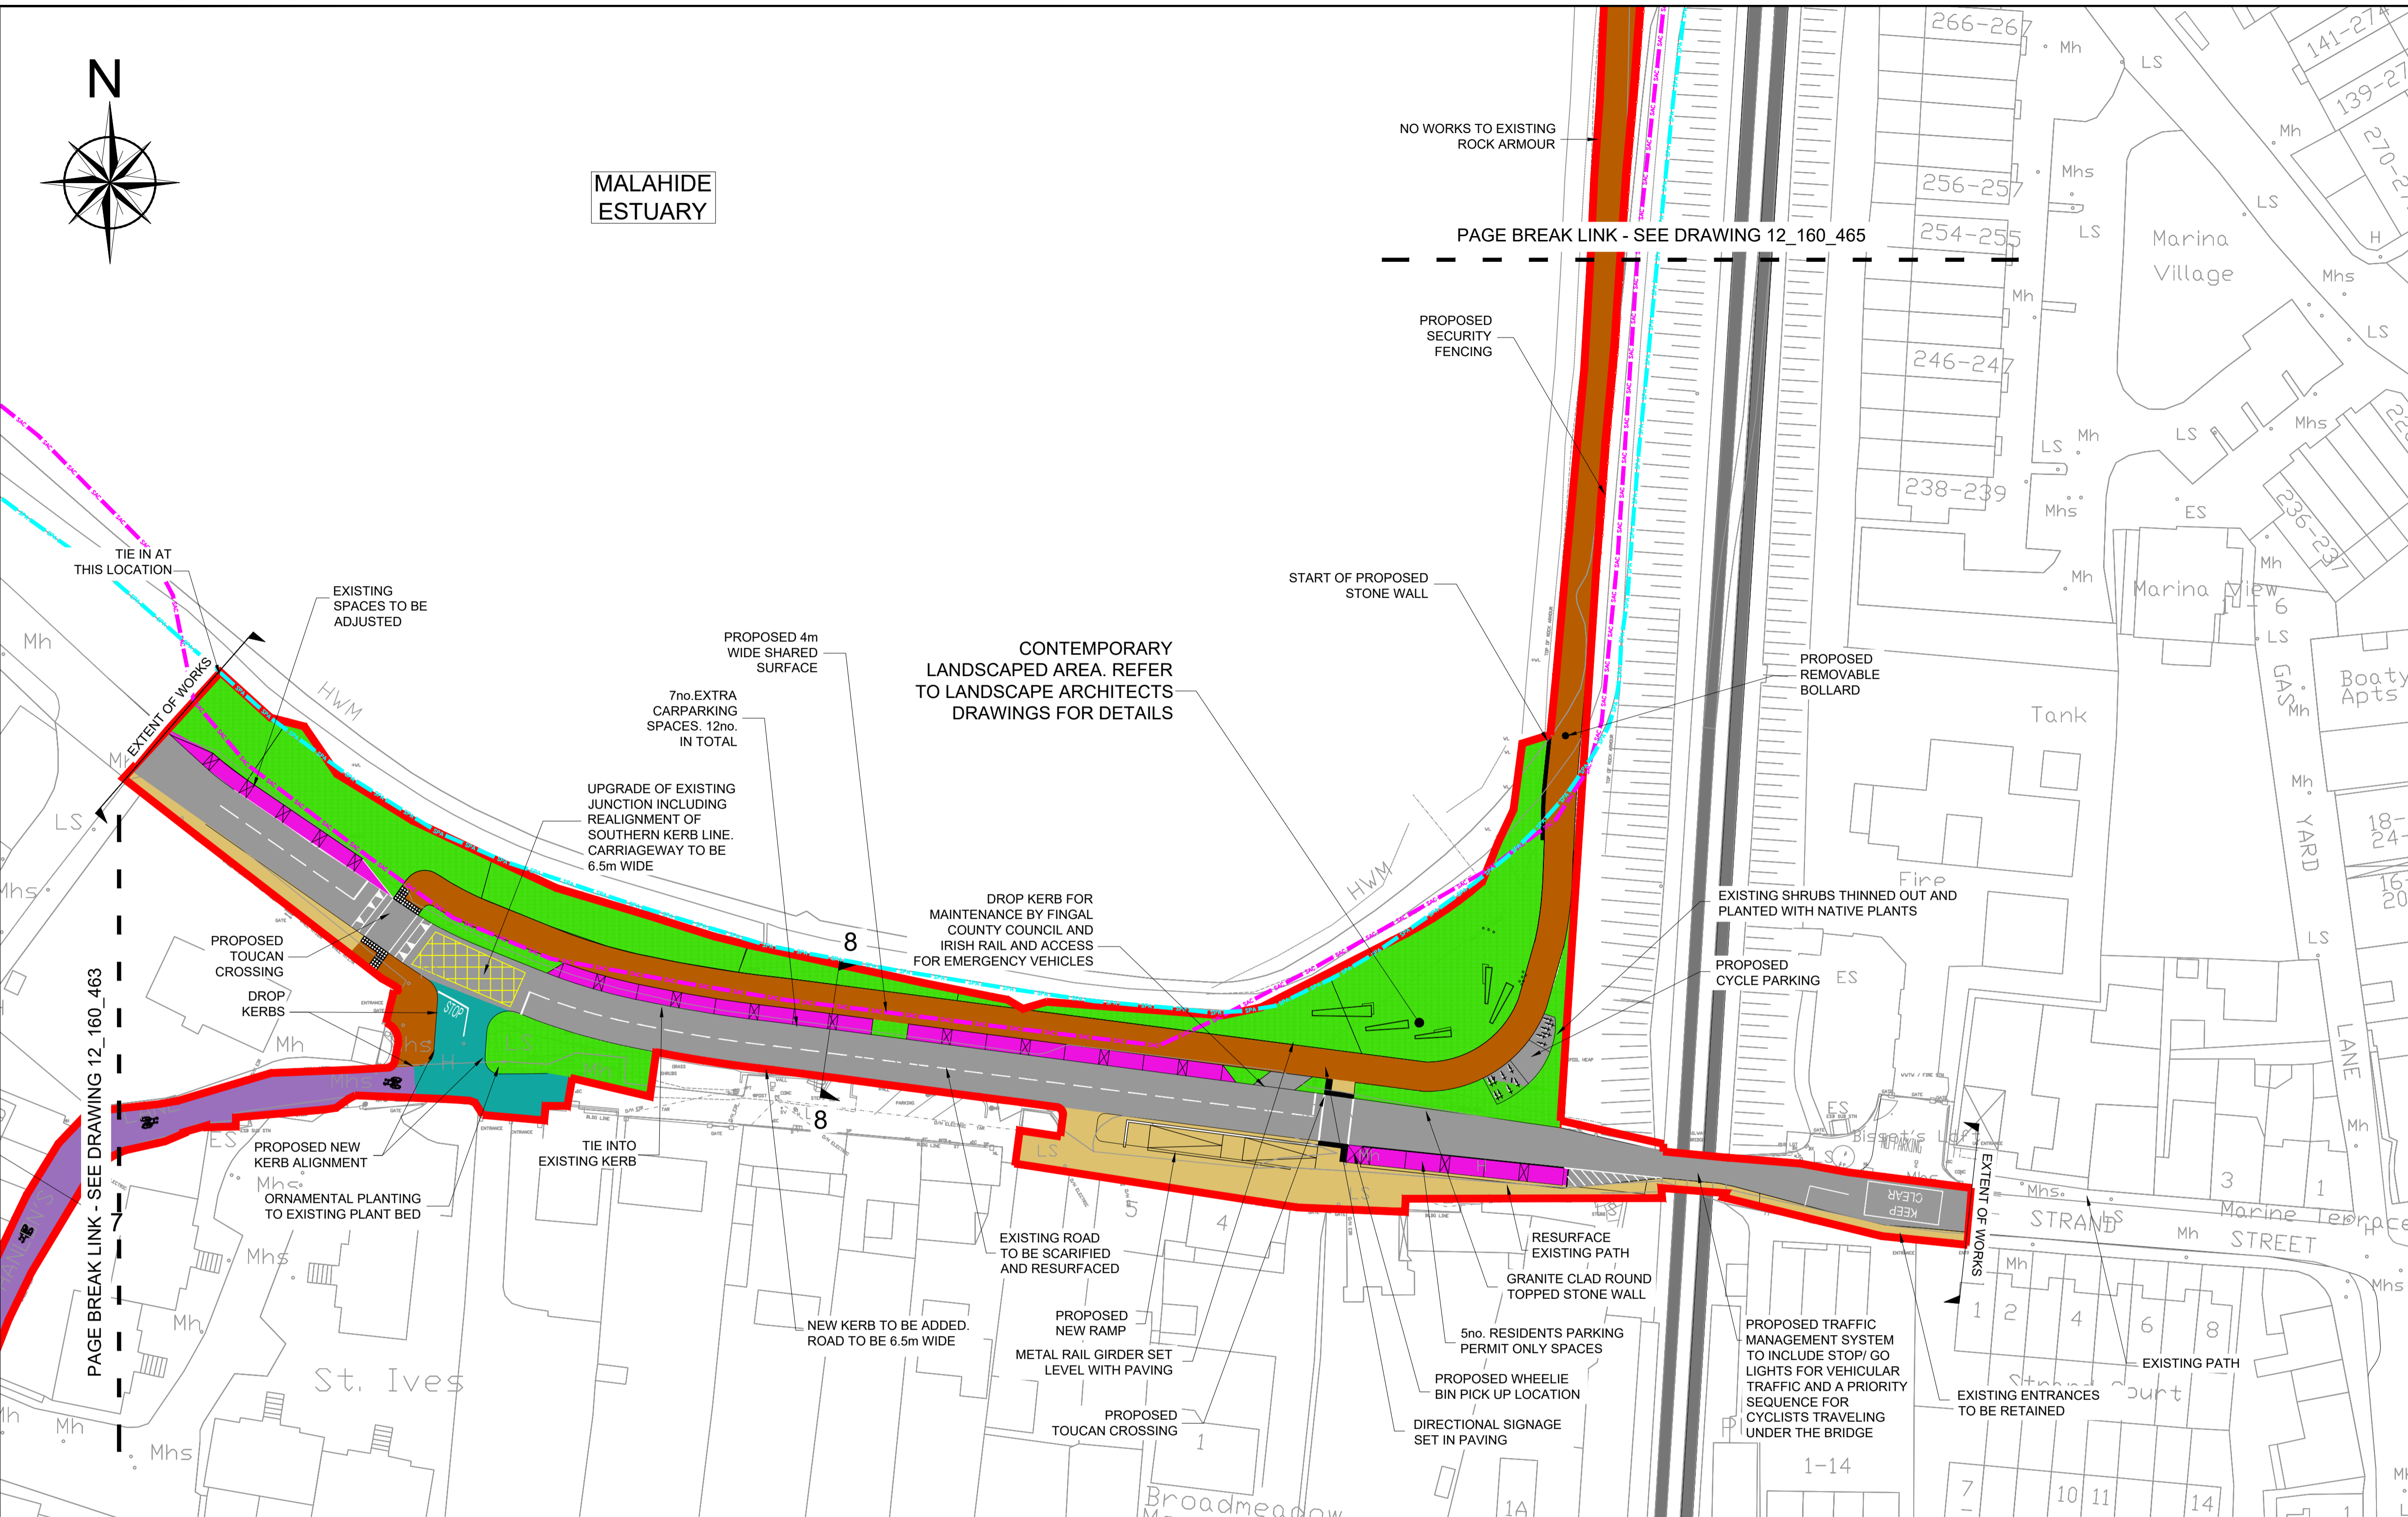 N
MALAHIDE
ESTUARY
NO WORKS TO EXISTING
ROCK ARMOUR
PAGE BREAK LINK - SEE DRAWING 12_160_465
PROPOSED
SECURITY
FENCING
TIE IN AT
THIS LOCATION
EXTENT OF WORKS
EXISTING
SPACES TO BE
ADJUSTED
PROPOSED 4m
WIDE SHARED
SURFACE
7no.EXTRA
CARPARKING
SPACES. 12no.
IN TOTAL
UPGRADE OF EXISTING
JUNCTION INCLUDING
REALIGNMENT OF
SOUTHERN KERB LINE.
CARRIAGEWAY TO BE
6.5m WIDE
CONTEMPORARY
LANDSCAPED AREA. REFER
TO LANDSCAPE ARCHITECTS
DRAWINGS FOR DETAILS
START OF PROPOSED
STONE WALL
PROPOSED
REMOVABLE
BOLLARD
DROP KERB FOR
MAINTENANCE BY FINGAL
COUNTY COUNCIL AND
IRISH RAIL AND ACCESS
FOR EMERGENCY VEHICLES
EXISTING SHRUBS THINNED OUT AND
PLANTED WITH NATIVE PLANTS
PROPOSED
CYCLE PARKING
PROPOSED
TOUCAN
CROSSING
DROP
KERBS
STOP
8
8
7
PAGE BREAK LINK - SEE DRAWING 12_160_463
PROPOSED NEW
KERB ALIGNMENT
ORNAMENTAL PLANTING
TO EXISTING PLANT BED
TIE INTO
EXISTING KERB
NEW KERB TO BE ADDED.
ROAD TO BE 6.5m WIDE
EXISTING ROAD
TO BE SCARIFIED
AND RESURFACED
PROPOSED
NEW RAMP
METAL RAIL GIRDER SET
LEVEL WITH PAVING
PROPOSED
TOUCAN CROSSING
RESURFACE
EXISTING PATH
GRANITE CLAD ROUND
TOPPED STONE WALL
5no. RESIDENTS PARKING
PERMIT ONLY SPACES
PROPOSED WHEELIE
BIN PICK UP LOCATION
DIRECTIONAL SIGNAGE
SET IN PAVING
PROPOSED TRAFFIC
MANAGEMENT SYSTEM
TO INCLUDE STOP/ GO
LIGHTS FOR VEHICULAR
TRAFFIC AND A PRIORITY
SEQUENCE FOR
CYCLISTS TRAVELING
UNDER THE BRIDGE
EXISTING ENTRANCES
TO BE RETAINED
EXISTING PATH
EXTENT OF WORKS
KEEP
CLEAR
HWM
HWM
266-267
256-257
254-255
246-247
238-239
236-237
Marina
Village
Marina View
Tank
Fire
GAS
YARD
LANE
STRAND
STREET
Marine Terrace
St. Ives
1-14